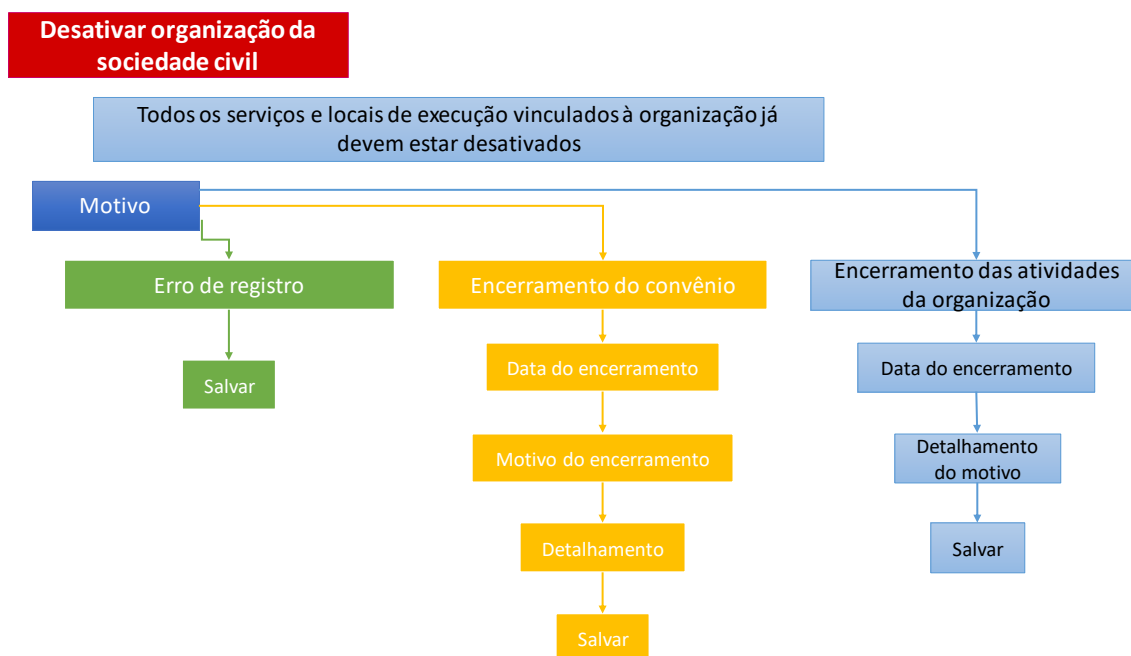 Desativar organização da
sociedade civil
Todos os serviços e locais de execução vinculados à organização já
devem estar desativados
Motivo
Erro de registro
Salvar
Encerramento do convênio
Data do encerramento
Motivo do encerramento
Detalhamento
Salvar
Encerramento das atividades
da organização
Data do encerramento
Detalhamento
do motivo
Salvar